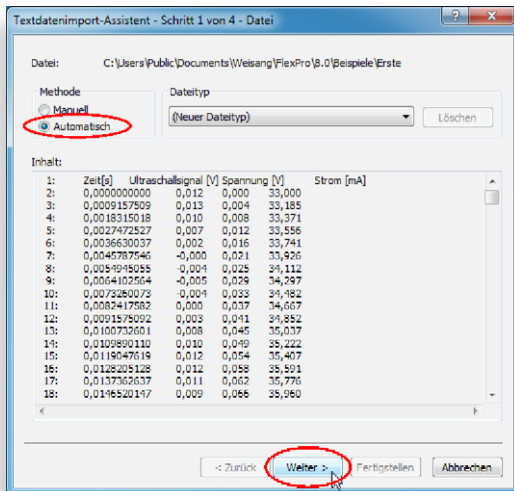 Textdatenimport-Assistent - Schritt 1 von 4 - Datei
Datei: C:\Users\Public\Documents\Weisang\FlexPro\8.0\Beispiele\Erste
Methode
Manuell
Automatisch
Dateityp
(Neuer Dateityp)
Löschen
Inhalt:
1: Zeit[s] Ultraschallsignal [V] Spannung [V] Strom [mA]
2: 0,0000000000 0,012 0,000 33,000
3: 0,0009157509 0,013 0,004 33,185
4: 0,0018315018 0,010 0,008 33,371
5: 0,0027472527 0,007 0,012 33,556
6: 0,0036630037 0,002 0,016 33,741
7: 0,0045787546 -0,000 0,021 33,926
8: 0,0054945055 -0,004 0,025 34,112
9: 0,0064102564 -0,005 0,029 34,297
10: 0,0073260073 -0,004 0,033 34,482
11: 0,0082417582 0,000 0,037 34,667
12: 0,0091575092 0,003 0,041 34,852
13: 0,0100732601 0,008 0,045 35,037
14: 0,0109890110 0,010 0,049 35,222
15: 0,0119047619 0,012 0,054 35,407
16: 0,0128205128 0,012 0,058 35,591
17: 0,0137362637 0,011 0,062 35,776
18: 0,0146520147 0,009 0,066 35,960
< Zurück Weiter > Fertigstellen Abbrechen